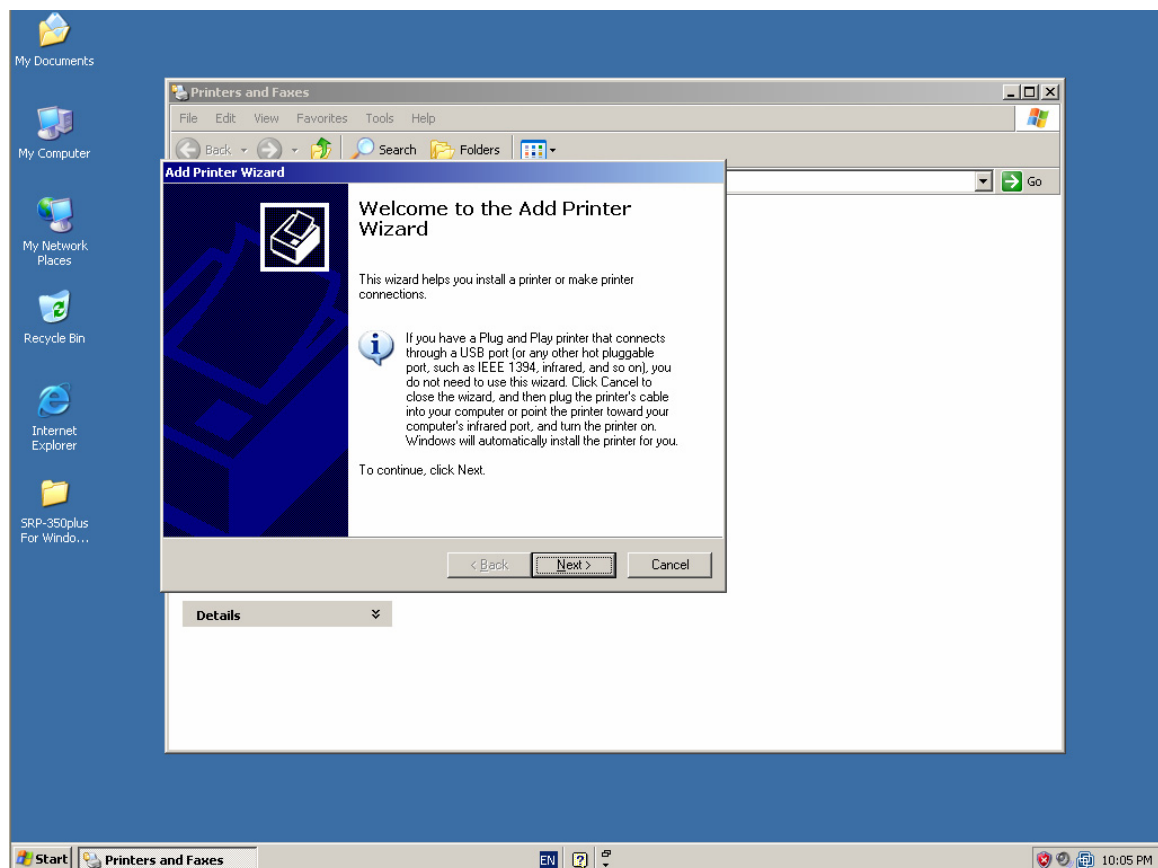 My Documents
My Computer
My Network
Places
Recycle Bin
Internet
Explorer
SRP-350plus
For Windo...
Printers and Faxes
File Edit View Favorites Tools Help
Back Search Folders
Go
Add Printer Wizard
Welcome to the Add Printer
Wizard
This wizard helps you install a printer or make printer
connections.
If you have a Plug and Play printer that connects
through a USB port (or any other hot pluggable
port, such as IEEE 1394, infrared, and so on), you
do not need to use this wizard. Click Cancel to
close the wizard, and then plug the printer's cable
into your computer or point the printer toward your
computer's infrared port, and turn the printer on.
Windows will automatically install the printer for you.
To continue, click Next.
< Back Next > Cancel
Details
Start Printers and Faxes EN 10:05 PM